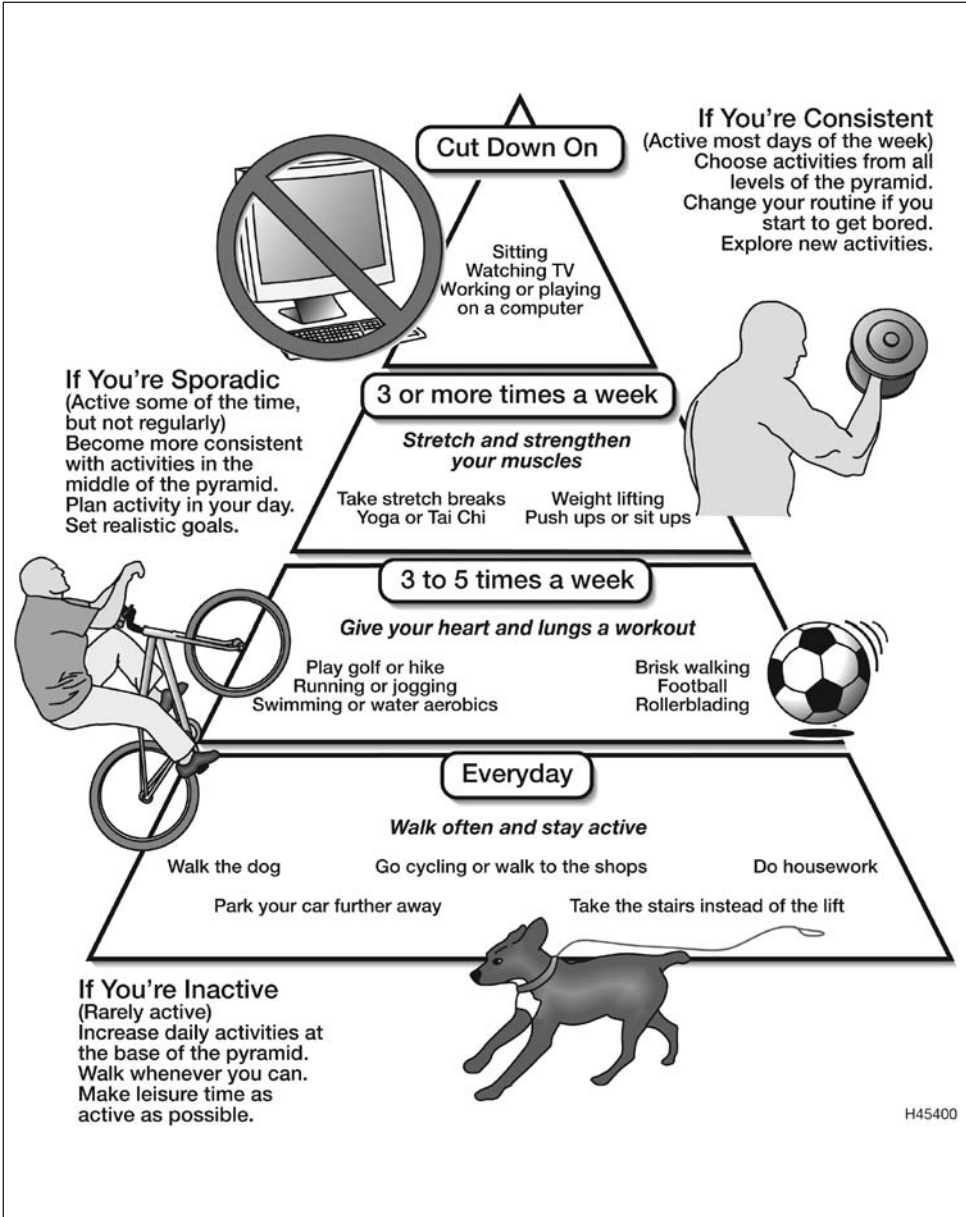 Cut Down On
Sitting
Watching TV
Working or playing
on a computer
If You're Consistent
(Active most days of the week)
Choose activities from all
levels of the pyramid.
Change your routine if you
start to get bored.
Explore new activities.
If You're Sporadic
(Active some of the time,
but not regularly)
Become more consistent
with activities in the
middle of the pyramid.
Plan activity in your day.
Set realistic goals.
3 or more times a week
Stretch and strengthen
your muscles
Take stretch breaks
Yoga or Tai Chi
Weight lifting
Push ups or sit ups
3 to 5 times a week
Give your heart and lungs a workout
Play golf or hike
Running or jogging
Swimming or water aerobics
Brisk walking
Football
Rollerblading
Everyday
Walk often and stay active
Walk the dog
Go cycling or walk to the shops
Do housework
Park your car further away
Take the stairs instead of the lift
If You're Inactive
(Rarely active)
Increase daily activities at
the base of the pyramid.
Walk whenever you can.
Make leisure time as
active as possible.
H45400